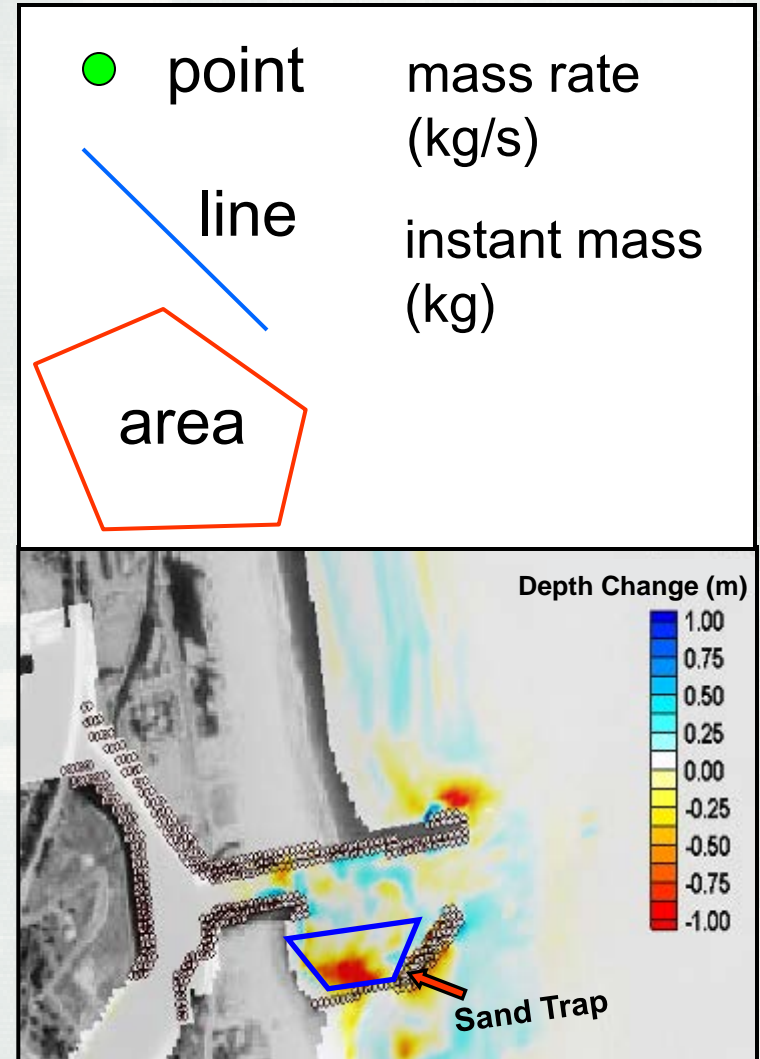 point
mass rate
(kg/s)
line
instant mass
(kg)
area
Depth Change (m)
1.00
0.75
0.50
0.25
0.00
-0.25
-0.50
-0.75
-1.00
Sand Trap